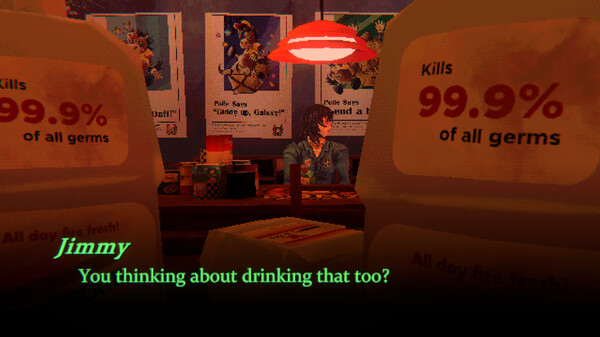 Kills
99.9%
of all germs
All day fire fresh!
Polle Says
"Giddy up, Galaxy!"
Polle Says
Kills
99.9%
of all germs
All day fire fresh!
Jimmy
You thinking about drinking that too?